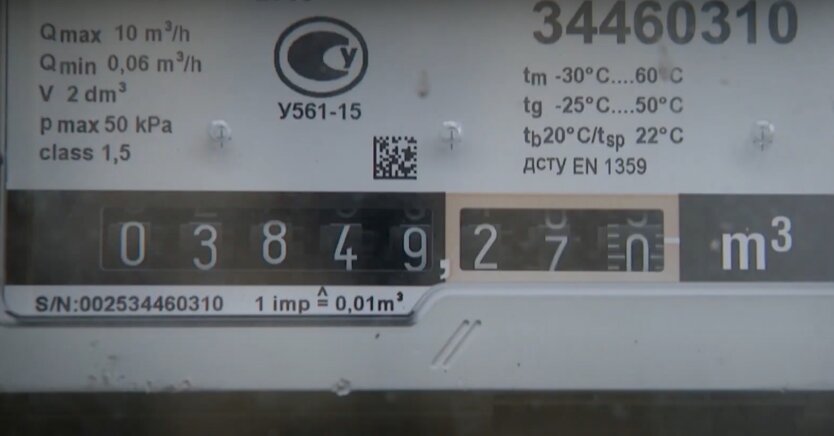 Qmax 10 m³/h
Qmin 0,06 m³/h
V 2 dm³
p max 50 kPa
class 1,5
У
У561-15
34460310
tm -30°C....60°C
tg -25°C....50°C
tb20°C/tsp 22°C
ДСТУ EN 1359
03849,270 m³
S/N:002534460310 1 imp ≙ 0,01m³